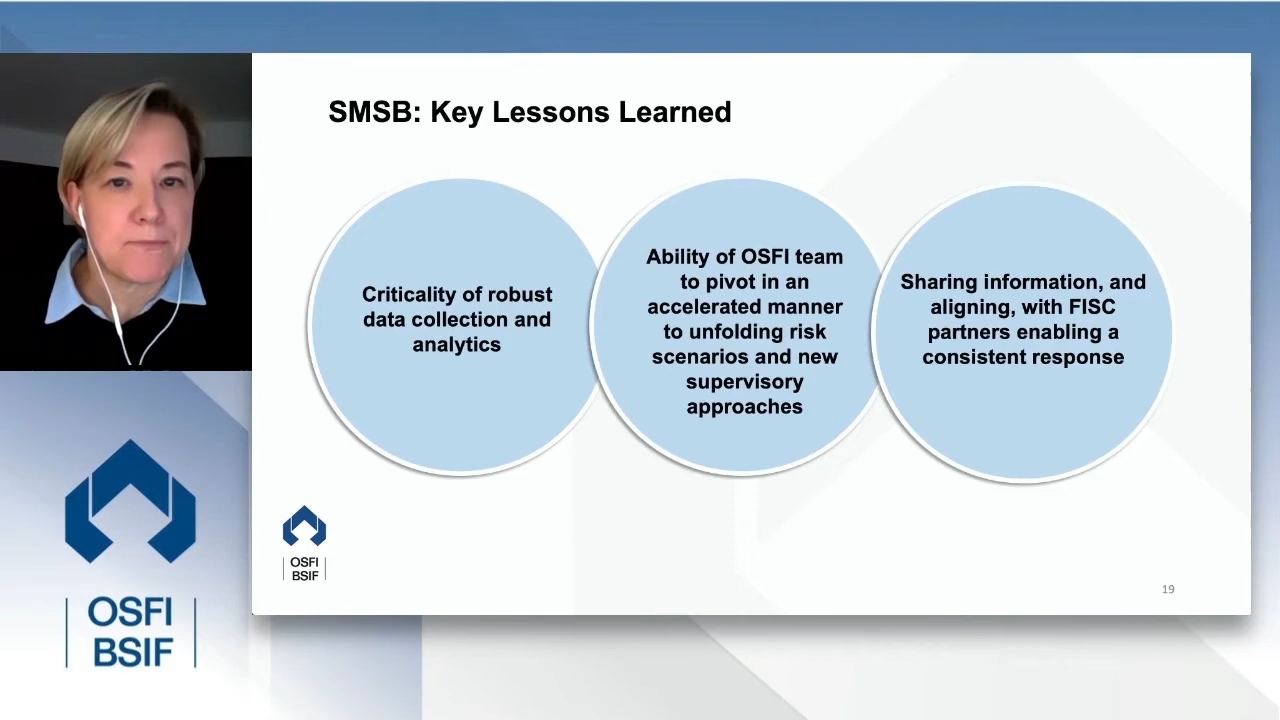 SMSB: Key Lessons Learned
Criticality of robust
data collection and
analytics
Ability of OSFI team
to pivot in an
accelerated manner
to unfolding risk
scenarios and new
supervisory
approaches
Sharing information, and
aligning, with FISC
partners enabling a
consistent response
OSFI
BSIF
19
OSFI
BSIF